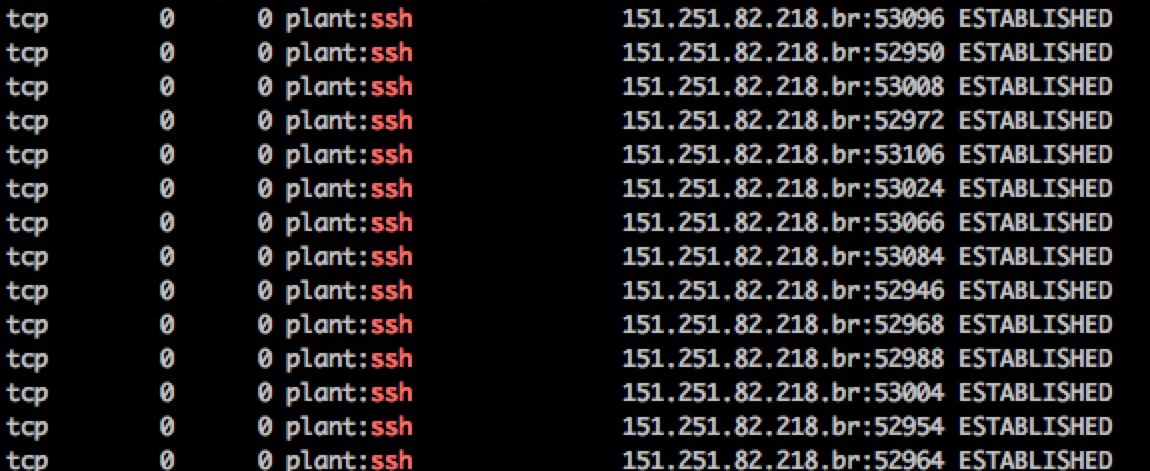 tcp 0 0 plant:ssh 151.251.82.218.br:53096 ESTABLISHED
tcp 0 0 plant:ssh 151.251.82.218.br:52950 ESTABLISHED
tcp 0 0 plant:ssh 151.251.82.218.br:53008 ESTABLISHED
tcp 0 0 plant:ssh 151.251.82.218.br:52972 ESTABLISHED
tcp 0 0 plant:ssh 151.251.82.218.br:53106 ESTABLISHED
tcp 0 0 plant:ssh 151.251.82.218.br:53024 ESTABLISHED
tcp 0 0 plant:ssh 151.251.82.218.br:53066 ESTABLISHED
tcp 0 0 plant:ssh 151.251.82.218.br:53084 ESTABLISHED
tcp 0 0 plant:ssh 151.251.82.218.br:52946 ESTABLISHED
tcp 0 0 plant:ssh 151.251.82.218.br:52968 ESTABLISHED
tcp 0 0 plant:ssh 151.251.82.218.br:52988 ESTABLISHED
tcp 0 0 plant:ssh 151.251.82.218.br:53004 ESTABLISHED
tcp 0 0 plant:ssh 151.251.82.218.br:52954 ESTABLISHED
tcp 0 0 plant:ssh 151.251.82.218.br:52964 ESTABLISHED